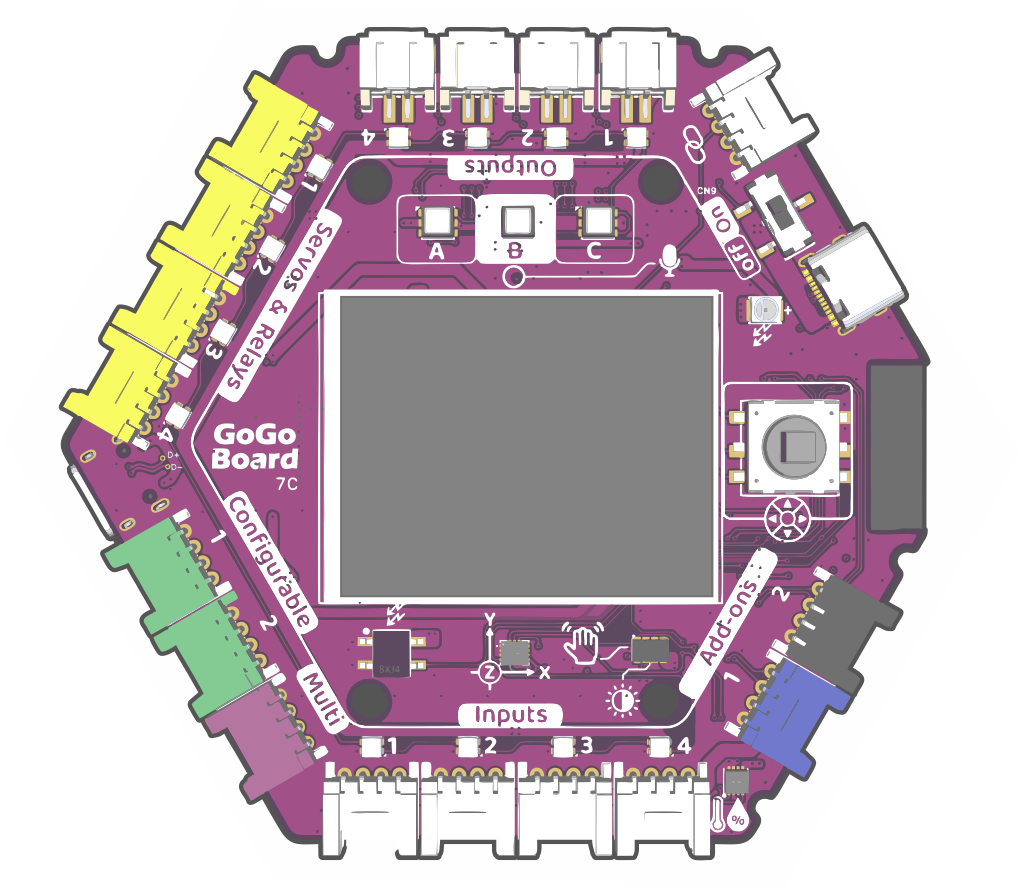 4 3 2 1
Outputs
CN9
On
Off
A B C
1
2
3
4
Servos & Relays
+
D+
D-
GoGo
Board
7C
Configurable
1
2
Multi
8X14
Y
Z X
Add-ons
2
1
Inputs
1 2 3 4
%